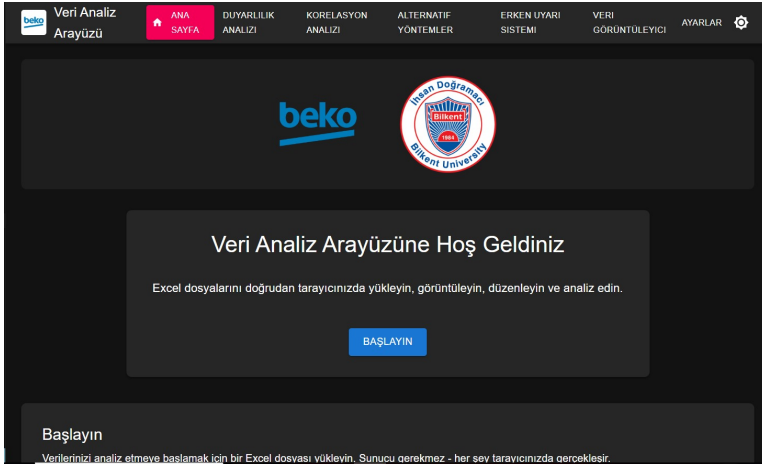 beko
Veri Analiz
Arayüzü
ANA
SAYFA
DUYARLILIK
ANALIZI
KORELASYON
ANALIZI
ALTERNATIF
YÖNTEMLER
ERKEN UYARI
SISTEMI
VERI
GÖRÜNTÜLEYICI
AYARLAR
beko
İhsan Doğramacı
Bilkent
1984
Bilkent University
Veri Analiz Arayüzüne Hoş Geldiniz
Excel dosyalarını doğrudan tarayıcınızda yükleyin, görüntüleyin, düzenleyin ve analiz edin.
BAŞLAYIN
Başlayın
Verilerinizi analiz etmeye başlamak için bir Excel dosyası yükleyin. Sunucu gerekmez - her şey tarayıcınızda gerçekleşir.